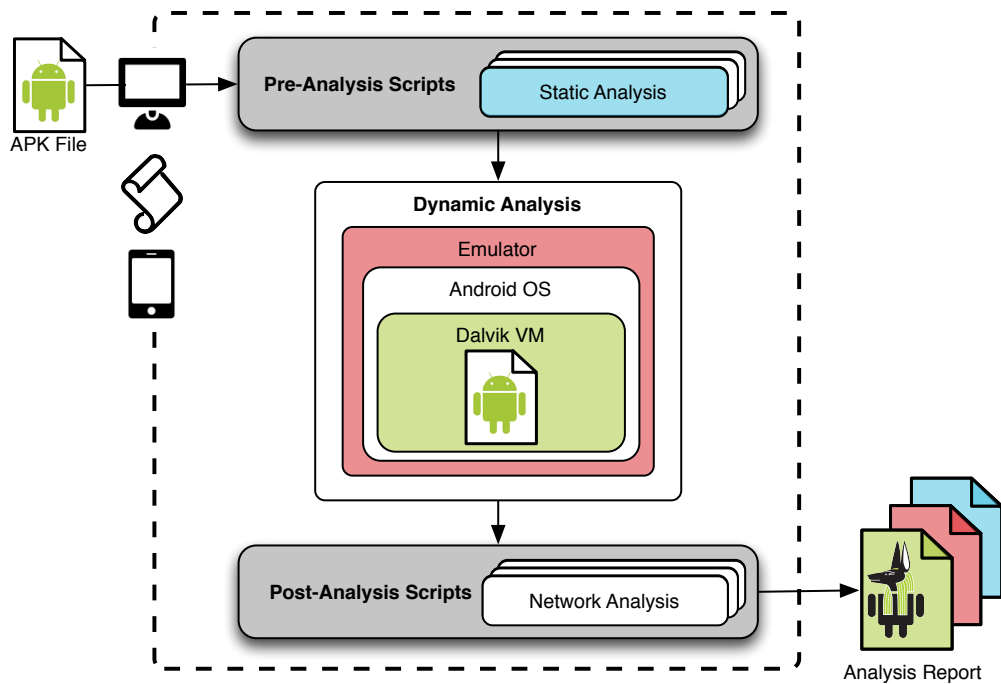 APK File
Pre-Analysis Scripts
Static Analysis
Dynamic Analysis
Emulator
Android OS
Dalvik VM
Post-Analysis Scripts
Network Analysis
Analysis Report